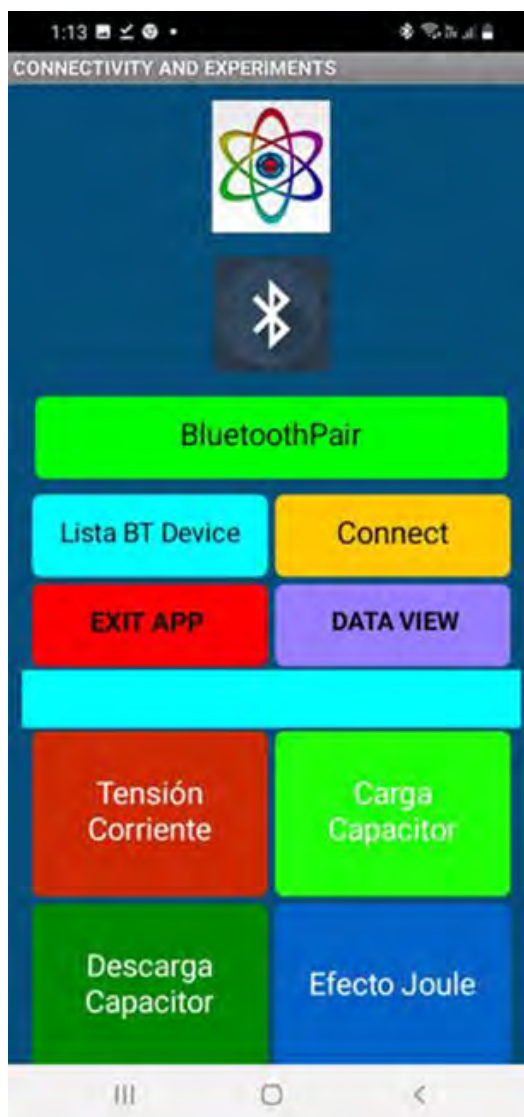 1:13
CONNECTIVITY AND EXPERIMENTS
BluetoothPair
Lista BT Device
Connect
EXIT APP
DATA VIEW
Tensión
Corriente
Carga
Capacitor
Descarga
Capacitor
Efecto Joule